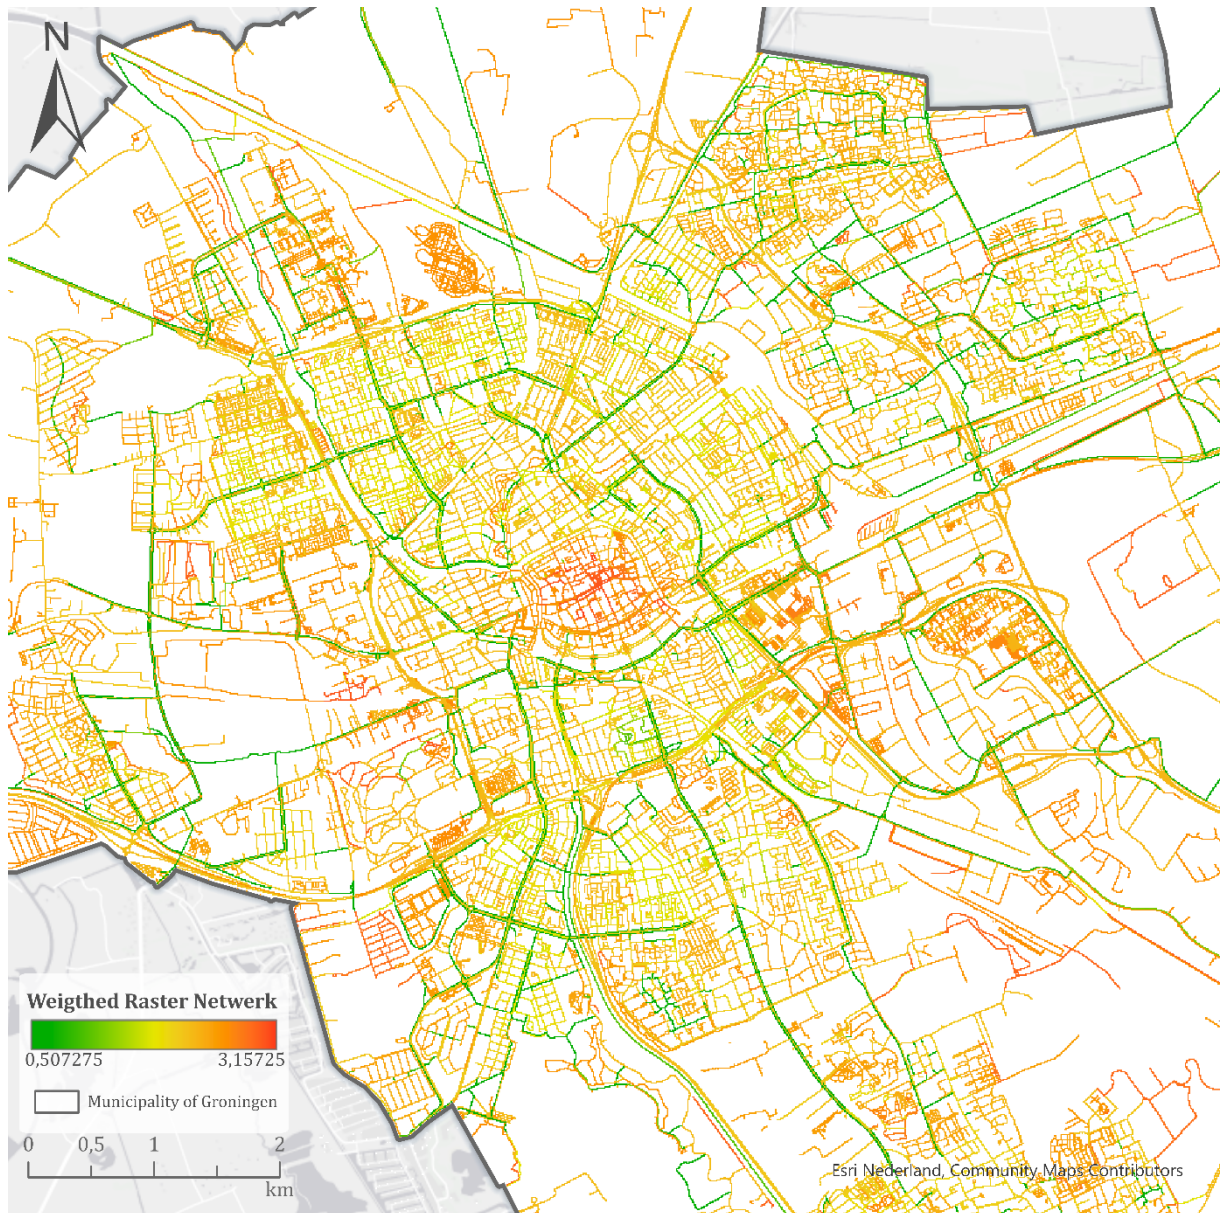 N
Weigthed Raster Netwerk
0,507275 3,15725
Municipality of Groningen
0 0,5 1 2
km
Esri Nederland, Community Maps Contributors